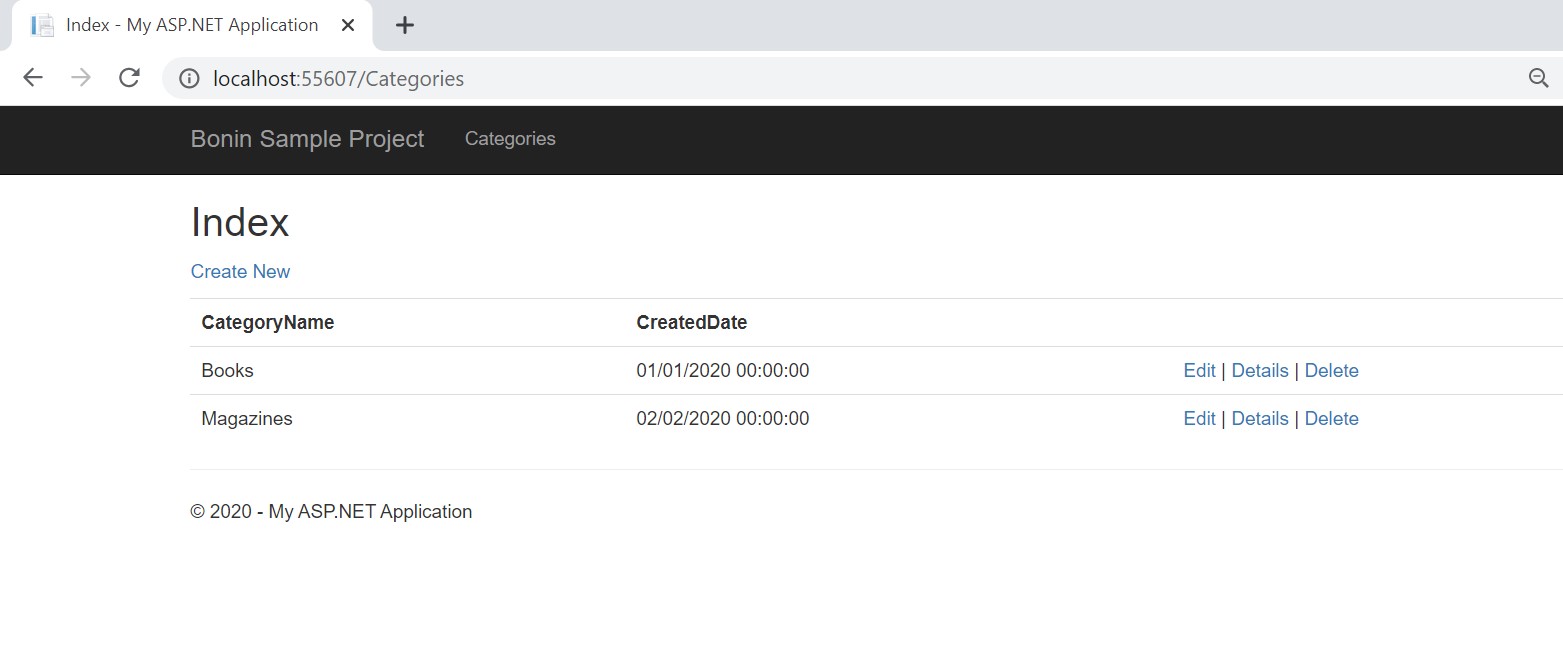 Index - My ASP.NET Application
localhost:55607/Categories
Bonin Sample Project Categories
Index
Create New
CategoryName CreatedDate
Books 01/01/2020 00:00:00 Edit | Details | Delete
Magazines 02/02/2020 00:00:00 Edit | Details | Delete
© 2020 - My ASP.NET Application